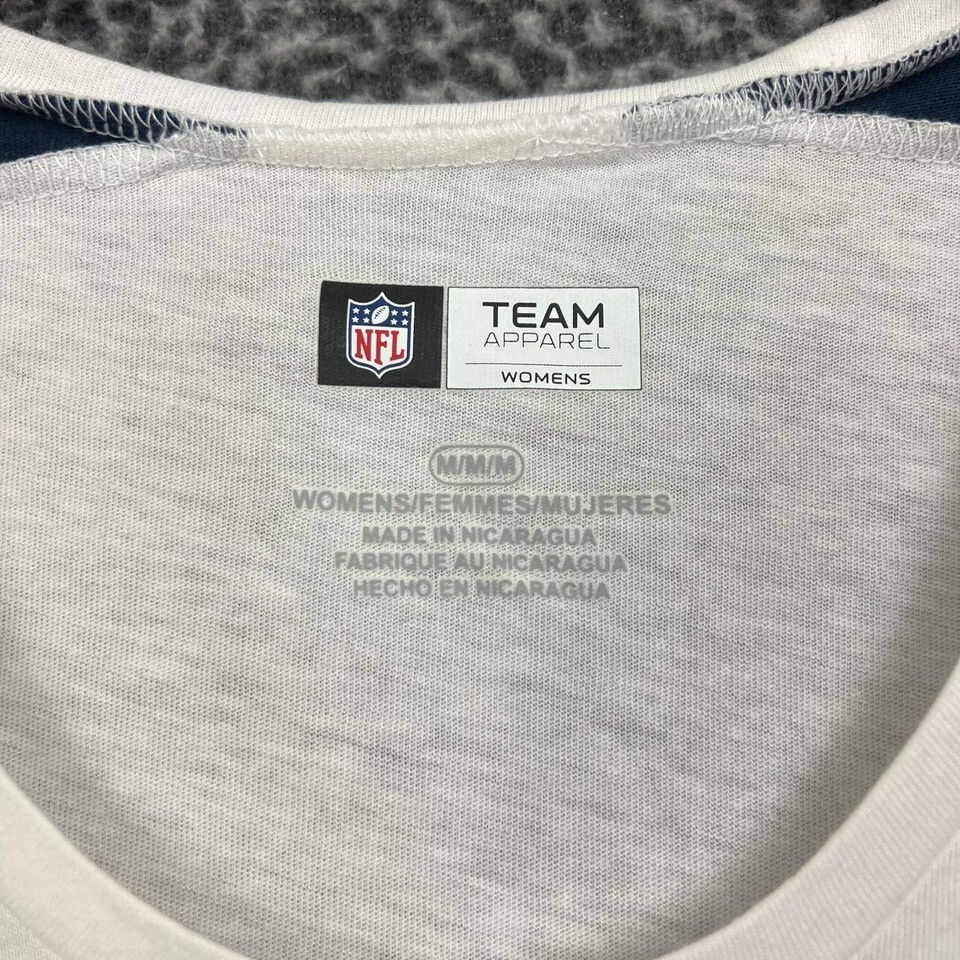 NFL
TEAM
APPAREL
WOMENS
M/M/M
WOMENS/FEMMES/MUJERES
MADE IN NICARAGUA
FABRIQUE AU NICARAGUA
HECHO EN NICARAGUA